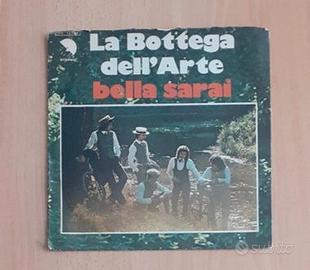 La Bottega
dell'Arte
bella sarai
subito